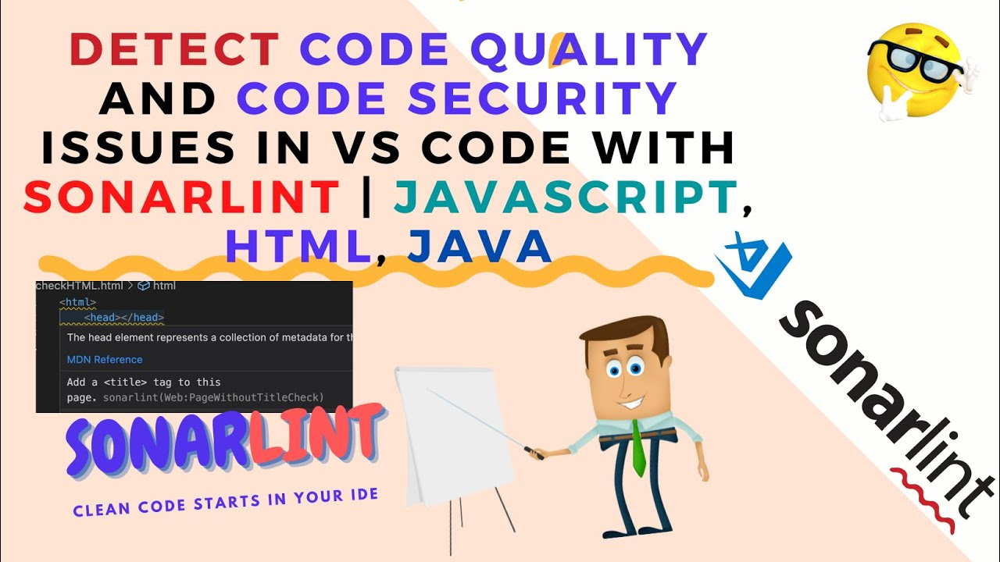 DETECT CODE QUALITY
AND CODE SECURITY
ISSUES IN VS CODE WITH
SONARLINT | JAVASCRIPT,
HTML, JAVA
checkHTML.html > html
<html>
<head></head>
The head element represents a collection of metadata for th
MDN Reference
Add a <title> tag to this
page. sonarlint(Web:PageWithoutTitleCheck)
SONARLINT
CLEAN CODE STARTS IN YOUR IDE
sonarlint